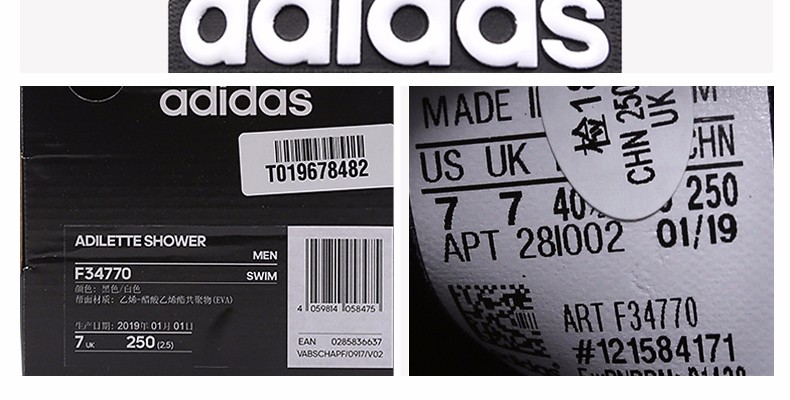 adidas
adidas
T019678482
ADILETTE SHOWER
MEN
F34770
SWIM
颜色: 黑色/白色
帮面材质: 乙烯-醋酸乙烯酯共聚物(EVA)
生产日期: 2019年 01月 01日
7 UK 250 (2.5)
4 059814 058475
EAN 0285836637
VABSCHAPF/0917/V02
MADE
检
CHN 250
UK
US UK CHN
7 7 40⅔ 250
APT 281002 01/19
ART F34770
#121584171